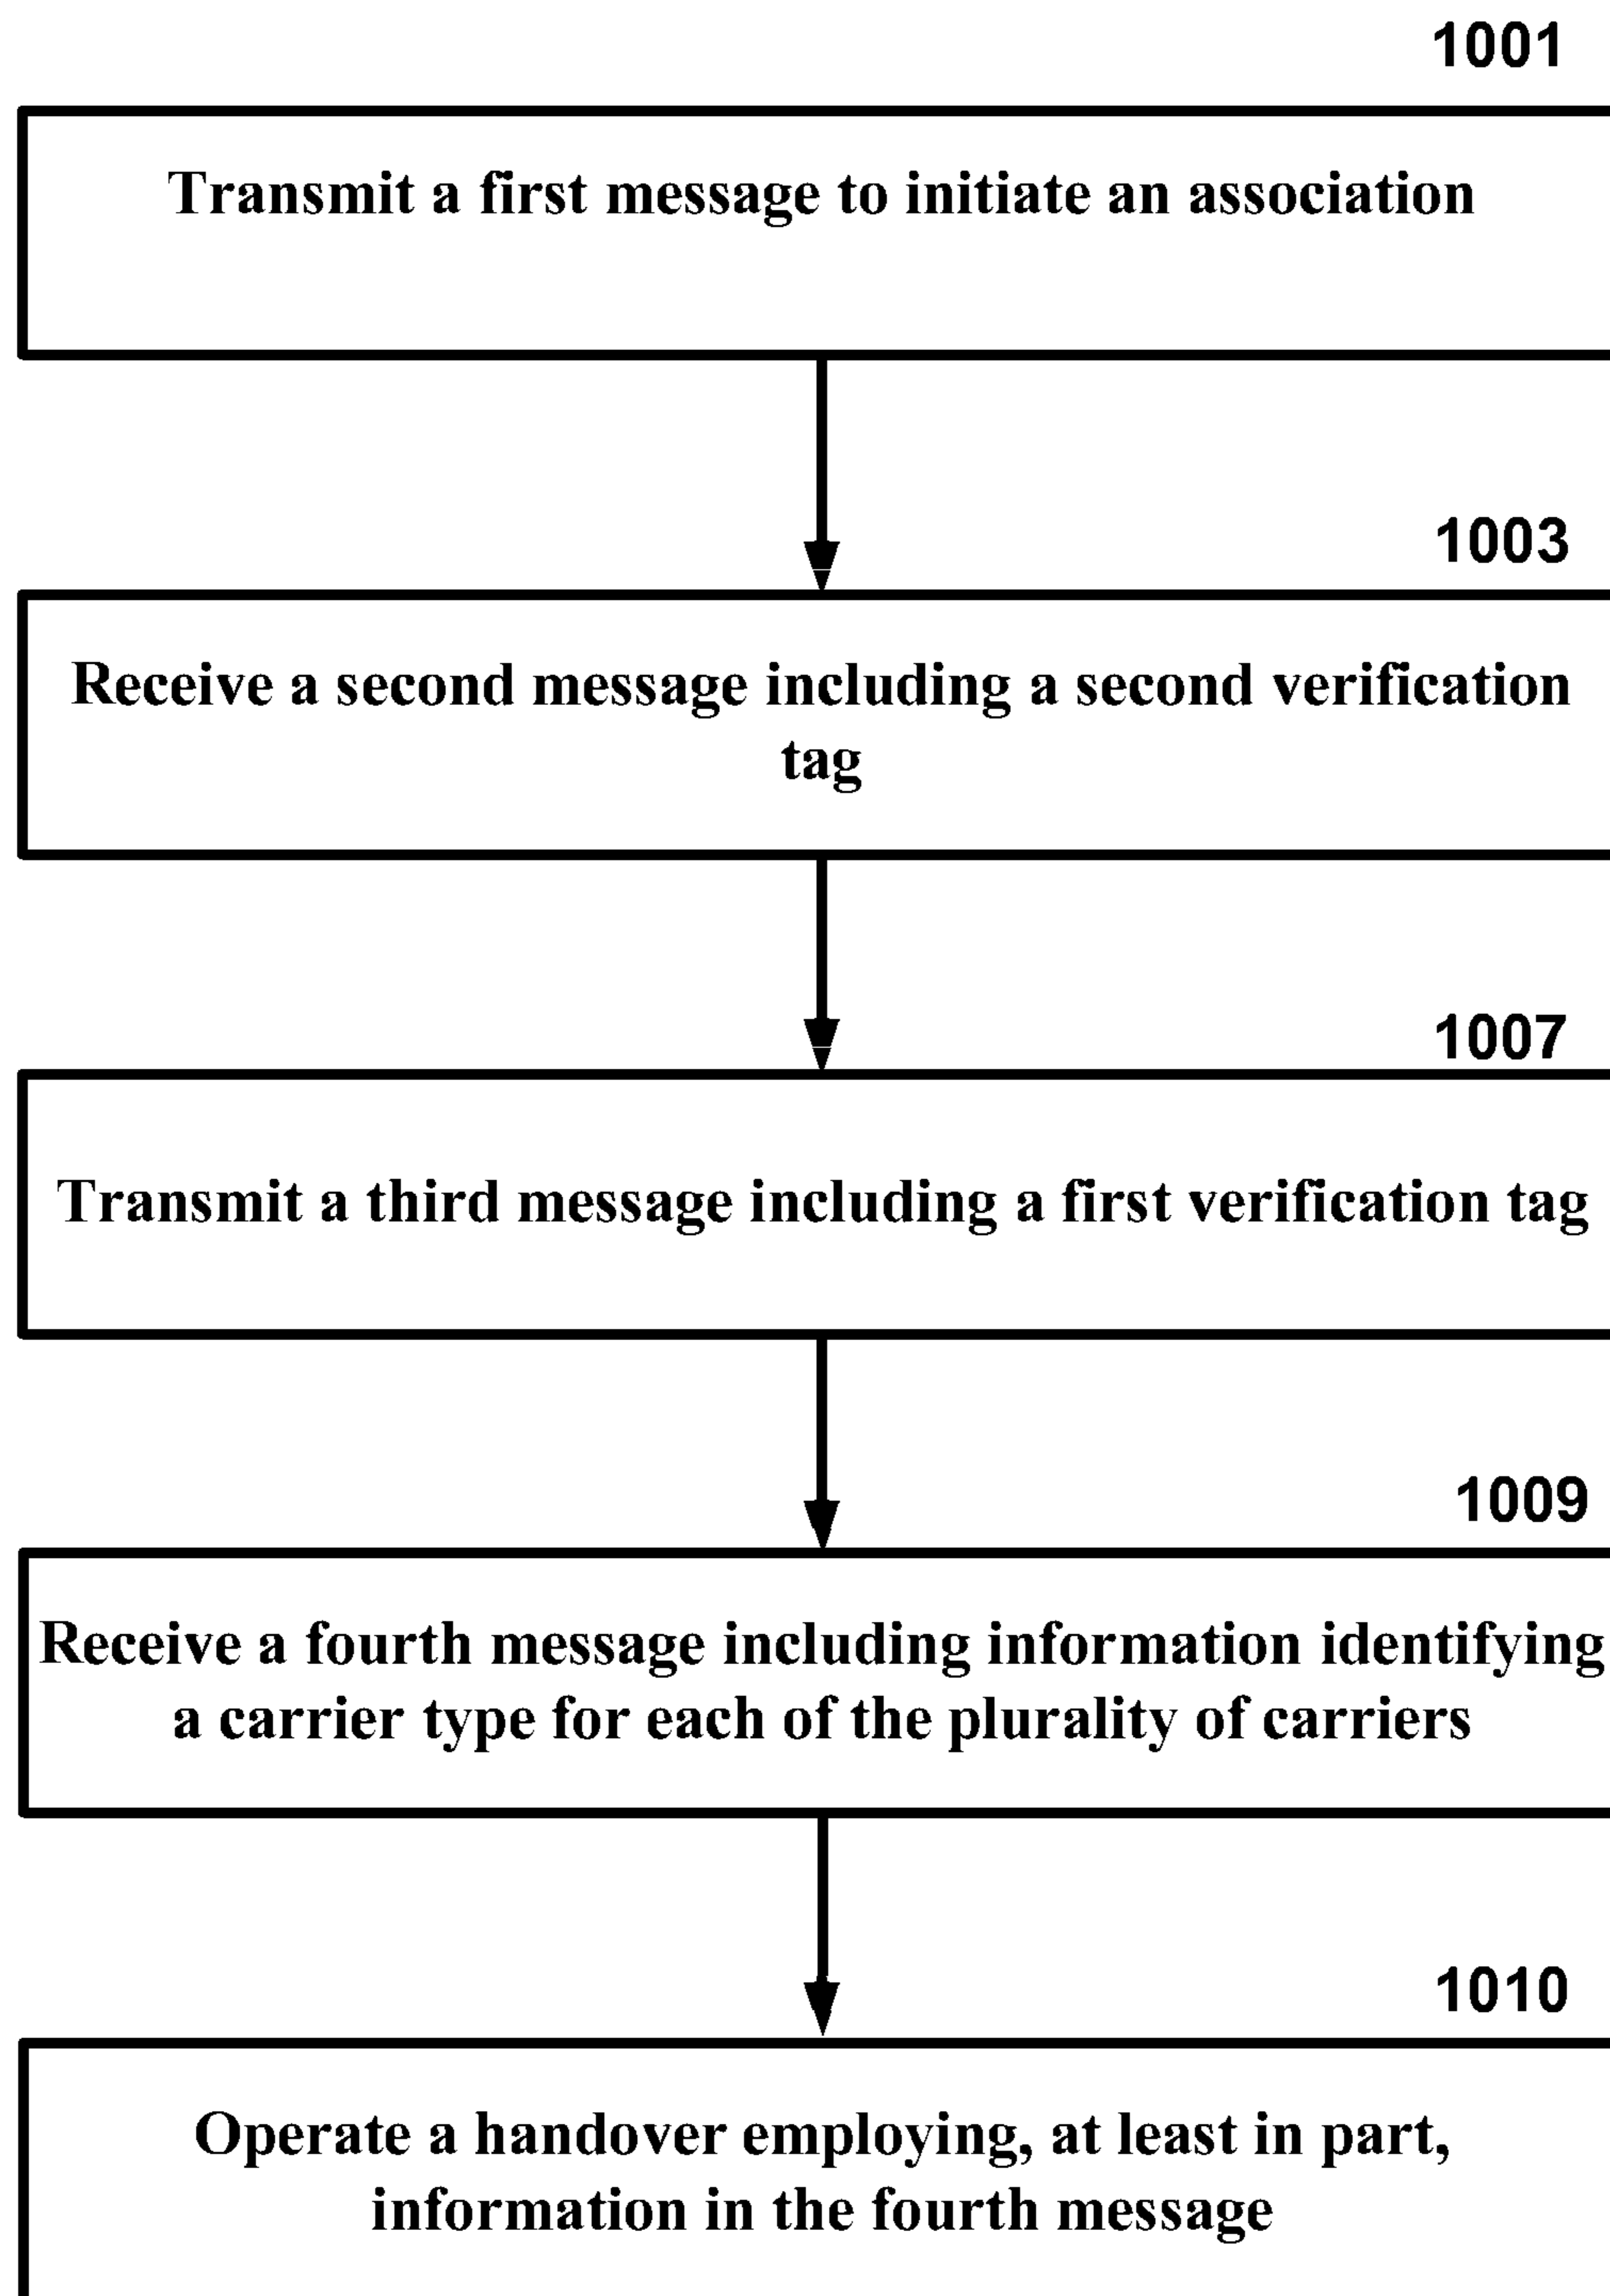 1001
Transmit a first message to initiate an association
1003
Receive a second message including a second verification
tag
1007
Transmit a third message including a first verification tag
1009
Receive a fourth message including information identifying
a carrier type for each of the plurality of carriers
1010
Operate a handover employing, at least in part,
information in the fourth message